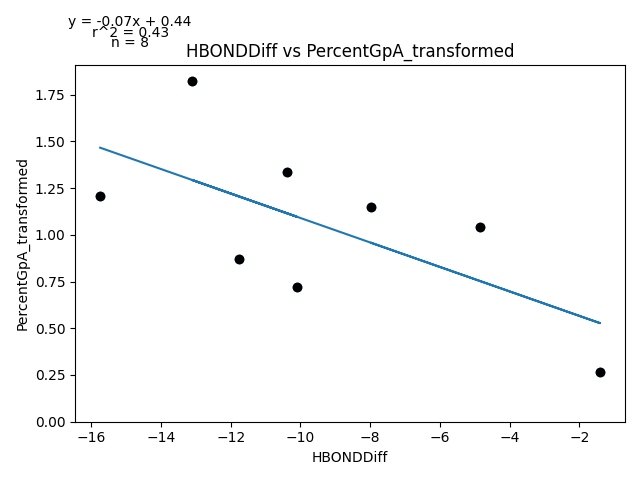 y = -0.07x + 0.44
r^2 = 0.43
n = 8
HBONDDiff vs PercentGpA_transformed
PercentGpA_transformed
1.75
1.50
1.25
1.00
0.75
0.50
0.25
0.00
−16
−14
−12
−10
−8
−6
−4
−2
HBONDDiff